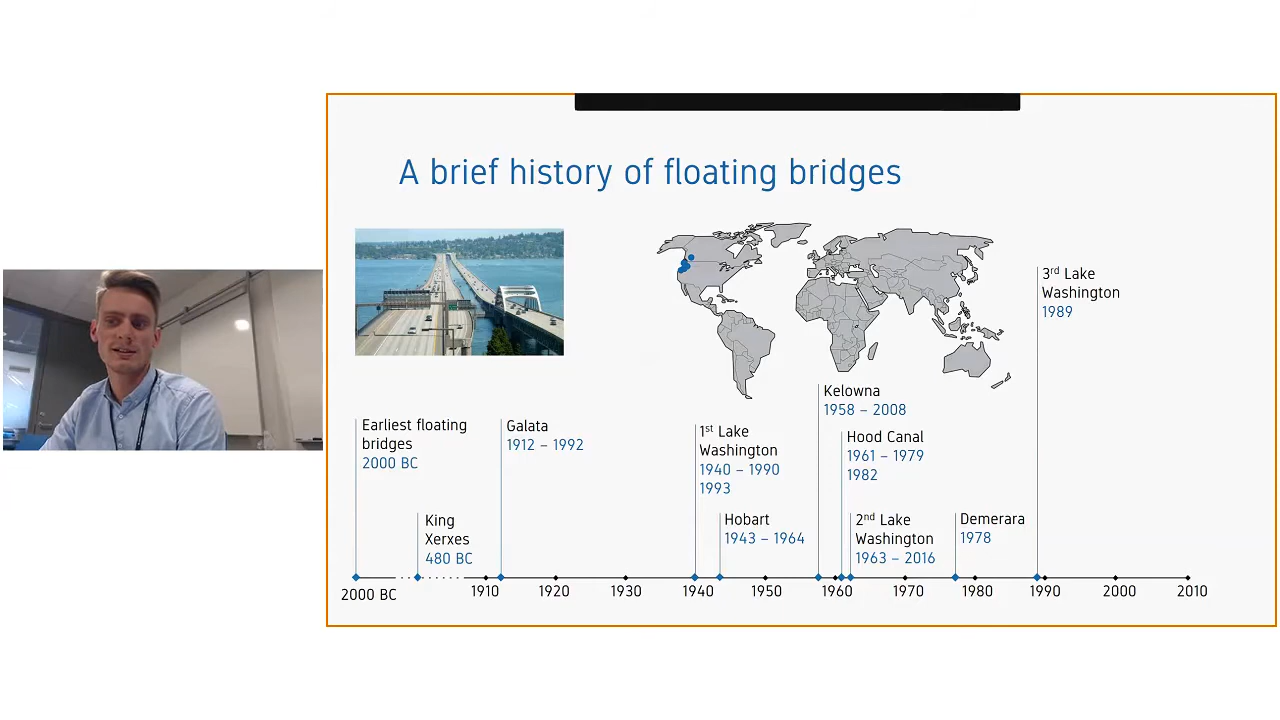 A brief history of floating bridges
3rd Lake
Washington
1989
Kelowna
1958 – 2008
Earliest floating
bridges
2000 BC
Galata
1912 – 1992
1st Lake
Washington
1940 – 1990
1993
Hood Canal
1961 – 1979
1982
King
Xerxes
480 BC
Hobart
1943 – 1964
2nd Lake
Washington
1963 – 2016
Demerara
1978
2000 BC 1910 1920 1930 1940 1950 1960 1970 1980 1990 2000 2010